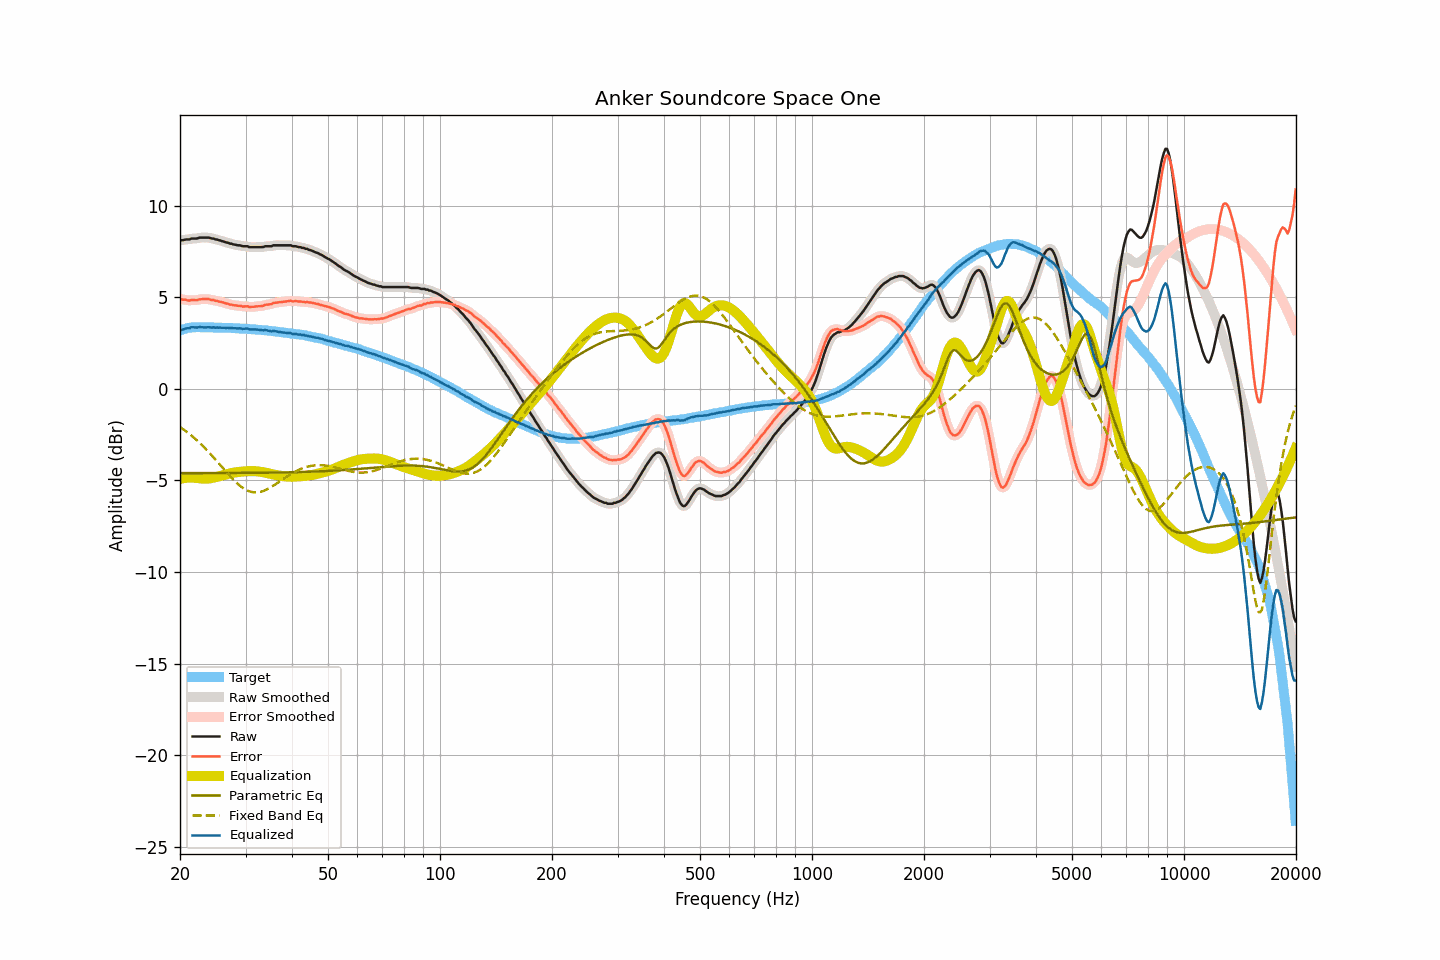 Anker Soundcore Space One
Amplitude (dBr)
10
5
0
−5
−10
−15
−20
−25
Target
Raw Smoothed
Error Smoothed
Raw
Error
Equalization
Parametric Eq
Fixed Band Eq
Equalized
20 50 100 200 500 1000 2000 5000 10000 20000
Frequency (Hz)